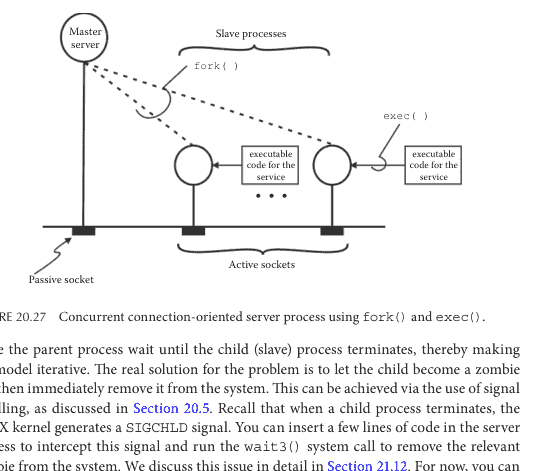 Master
server
Slave processes
fork( )
exec( )
executable
code for the
service
executable
code for the
service
• • •
Passive socket
Active sockets
RE 20.27 Concurrent connection-oriented server process using fork() and exec().
e the parent process wait until the child (slave) process terminates, thereby making
model iterative. The real solution for the problem is to let the child become a zombie
then immediately remove it from the system. This can be achieved via the use of signal
lling, as discussed in Section 20.5. Recall that when a child process terminates, the
X kernel generates a SIGCHLD signal. You can insert a few lines of code in the server
ess to intercept this signal and run the wait3() system call to remove the relevant
bie from the system. We discuss this issue in detail in Section 21.12. For now, you can